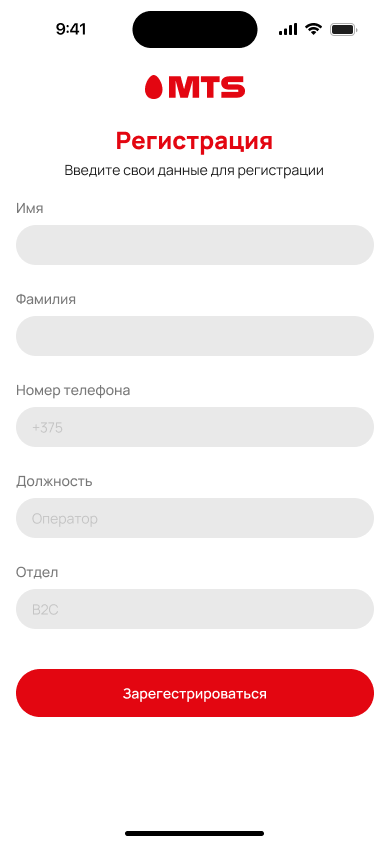 9:41
MTS
Регистрация
Введите свои данные для регистрации
Имя
Фамилия
Номер телефона
+375
Должность
Оператор
Отдел
B2C
Зарегестрироваться